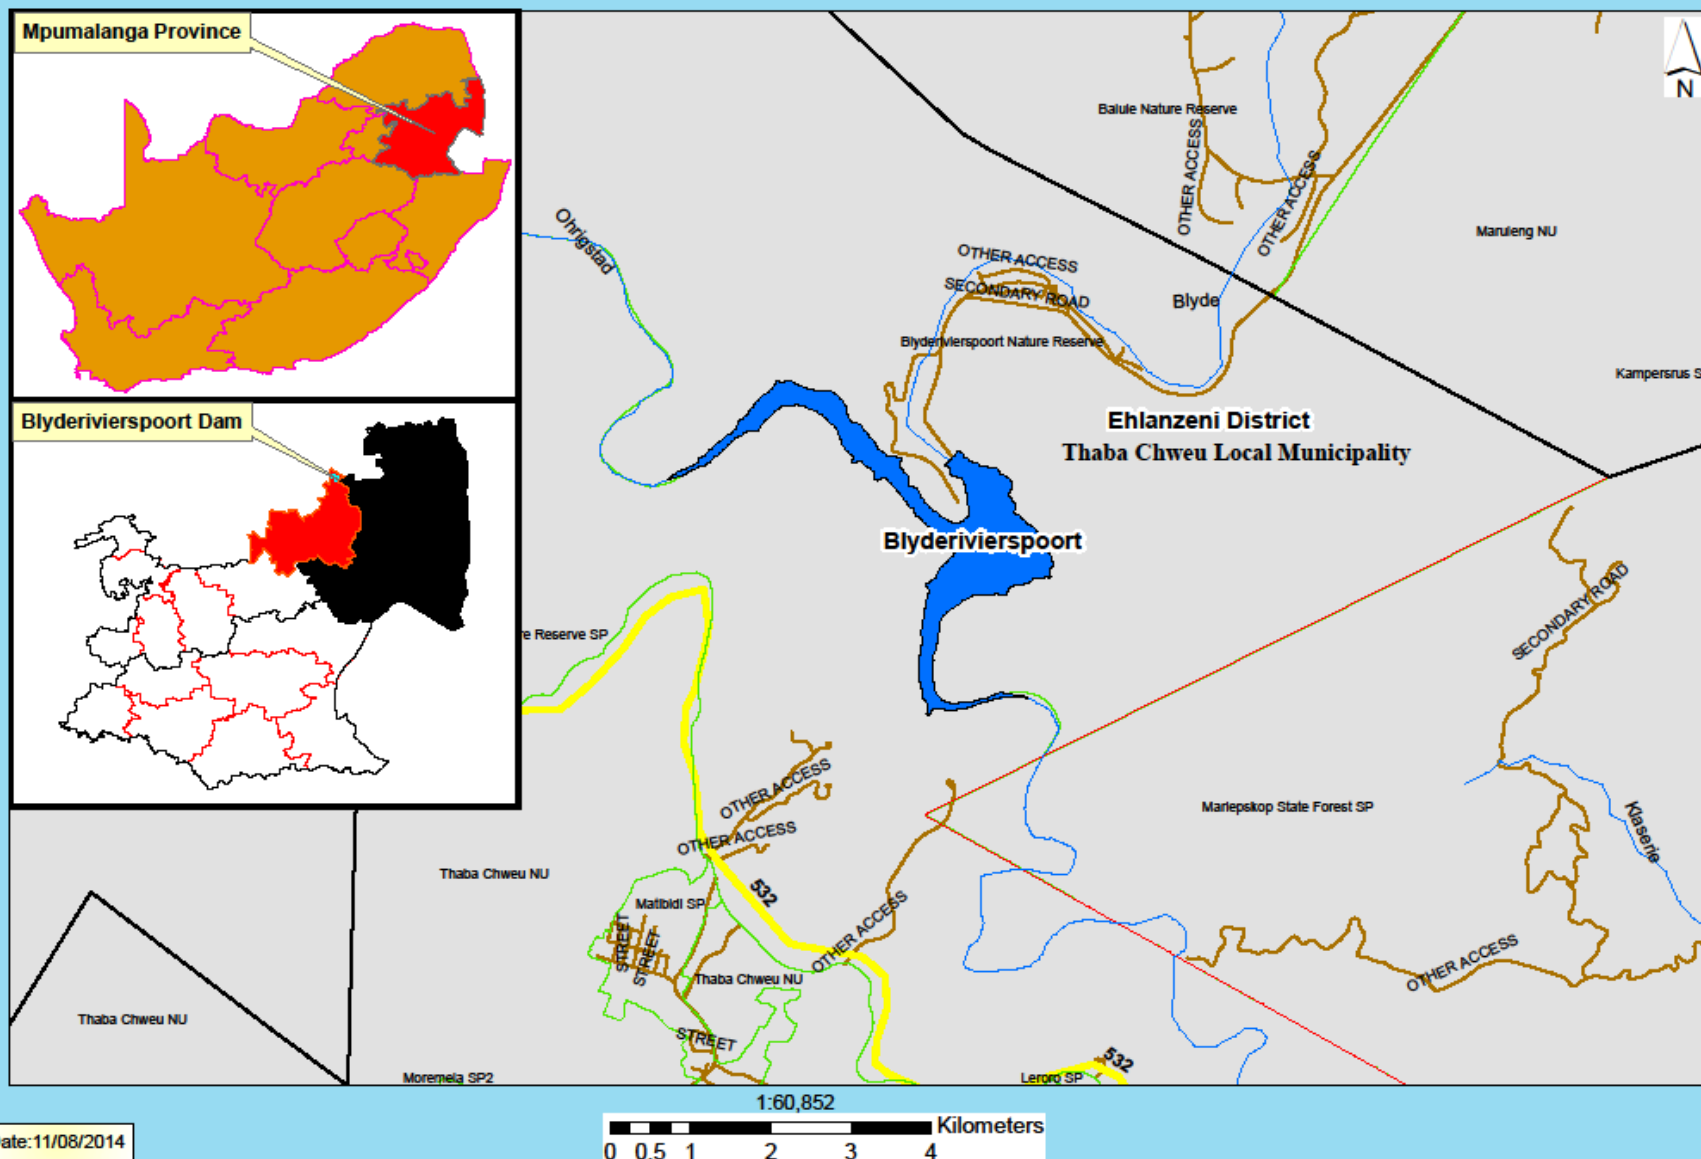 Mpumalanga Province
Blyderivierspoort Dam
N
Balule Nature Reserve
OTHER ACCESS
OTHER ACCESS
Maruleng NU
Ohrigstad
OTHER ACCESS
SECONDARY ROAD
Blyde
Blyderivierspoort Nature Reserve
Kampersrus S
Ehlanzeni District
Thaba Chweu Local Municipality
Blyderivierspoort
SECONDARY ROAD
re Reserve SP
OTHER ACCESS
OTHER ACCESS
Mariepskop State Forest SP
Klaserie
Thaba Chweu NU
532
Matibidi SP
STREET
STREET
OTHER ACCESS
Thaba Chweu NU
OTHER ACCESS
Thaba Chweu NU
STREET
532
Moremela SP2
Leroro SP
1:60,852
Kilometers
0 0.5 1 2 3 4
ate:11/08/2014